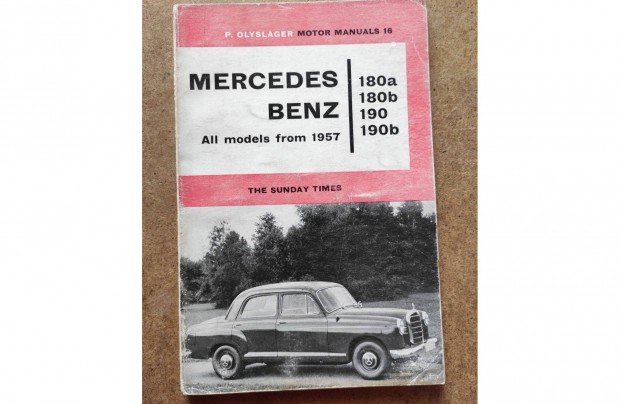 P. OLYSLAGER MOTOR MANUALS 16
MERCEDES
BENZ
All models from 1957
180a
180b
190
190b
THE SUNDAY TIMES